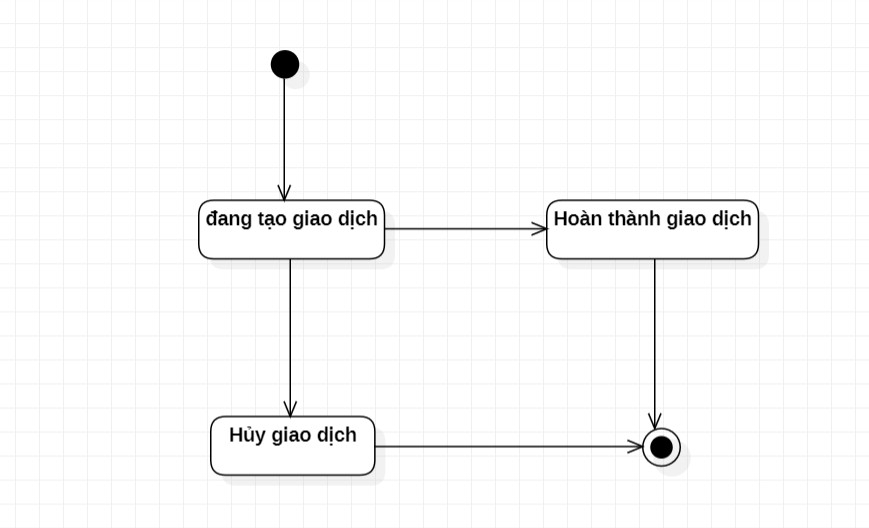 đang tạo giao dịch
Hoàn thành giao dịch
Hủy giao dịch